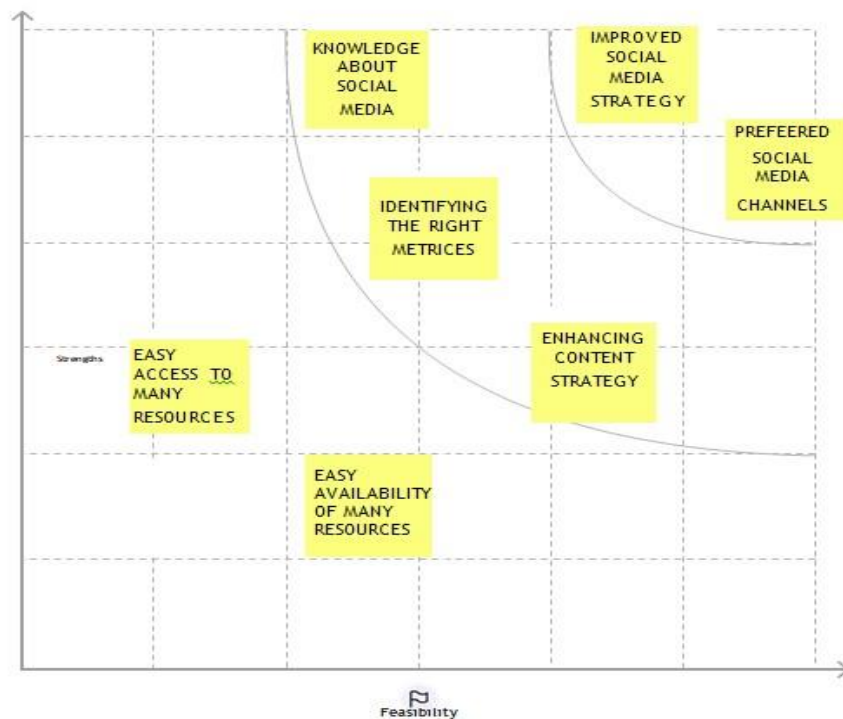 KNOWLEDGE
ABOUT
SOCIAL
MEDIA
IMPROVED
SOCIAL
MEDIA
STRATEGY
PREFEERED
SOCIAL
MEDIA
CHANNELS
IDENTIFYING
THE RIGHT
METRICES
ENHANCING
CONTENT
STRATEGY
Strengths
EASY
ACCESS TO
MANY
RESOURCES
EASY
AVAILABILITY
OF MANY
RESOURCES
Feasibility